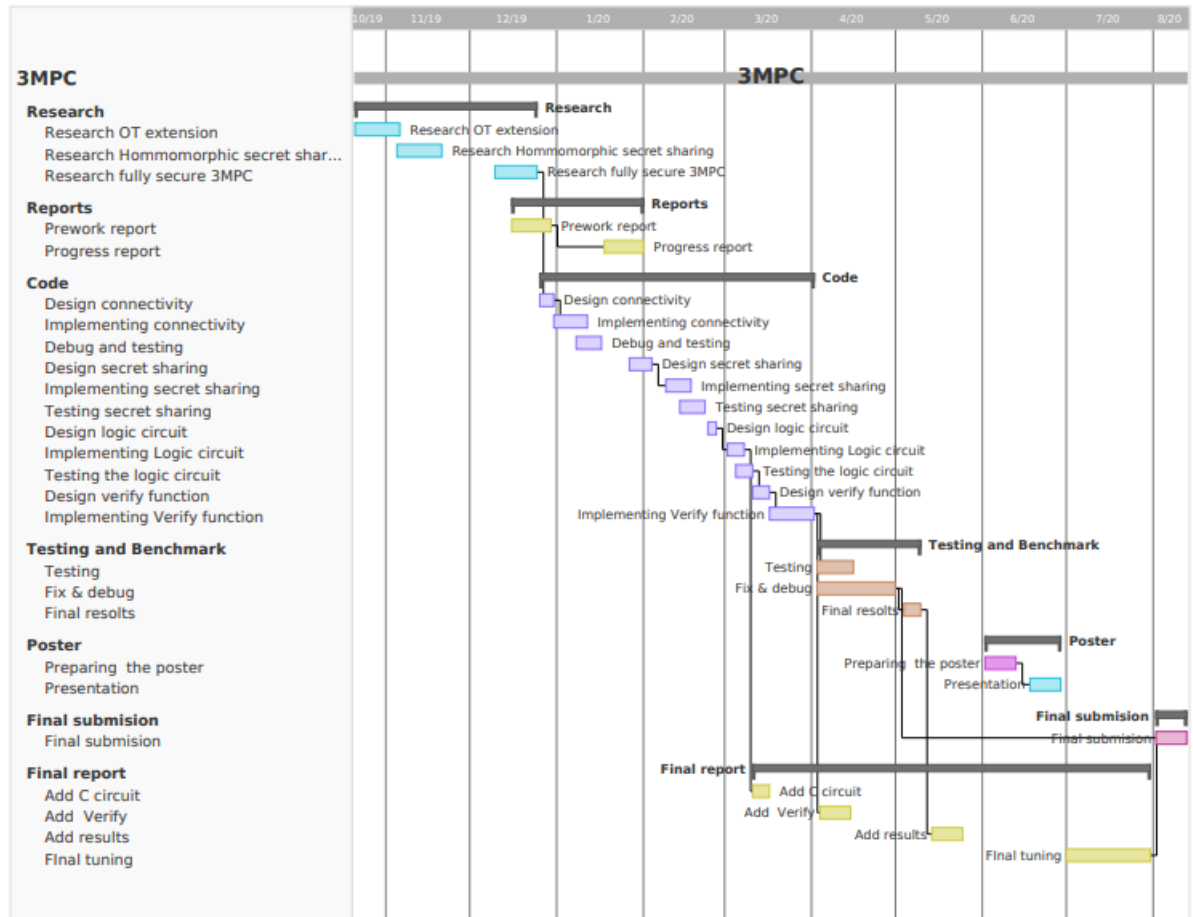 10/19 11/19 12/19 1/20 2/20 3/20 4/20 5/20 6/20 7/20 8/20
3MPC 3MPC
Research Research
Research OT extension Research OT extension
Research Hommomorphic secret shar... Research Hommomorphic secret sharing
Research fully secure 3MPC Research fully secure 3MPC
Reports Reports
Prework report Prework report
Progress report Progress report
Code Code
Design connectivity Design connectivity
Implementing connectivity Implementing connectivity
Debug and testing Debug and testing
Design secret sharing Design secret sharing
Implementing secret sharing Implementing secret sharing
Testing secret sharing Testing secret sharing
Design logic circuit Design logic circuit
Implementing Logic circuit Implementing Logic circuit
Testing the logic circuit Testing the logic circuit
Design verify function Design verify function
Implementing Verify function Implementing Verify function
Testing and Benchmark Testing and Benchmark
Testing Testing
Fix & debug Fix & debug
Final resolts Final resolts
Poster Poster
Preparing the poster Preparing the poster
Presentation Presentation
Final submision Final submision
Final submision Final submision
Final report Final report
Add C circuit Add C circuit
Add Verify Add Verify
Add results Add results
FInal tuning FInal tuning